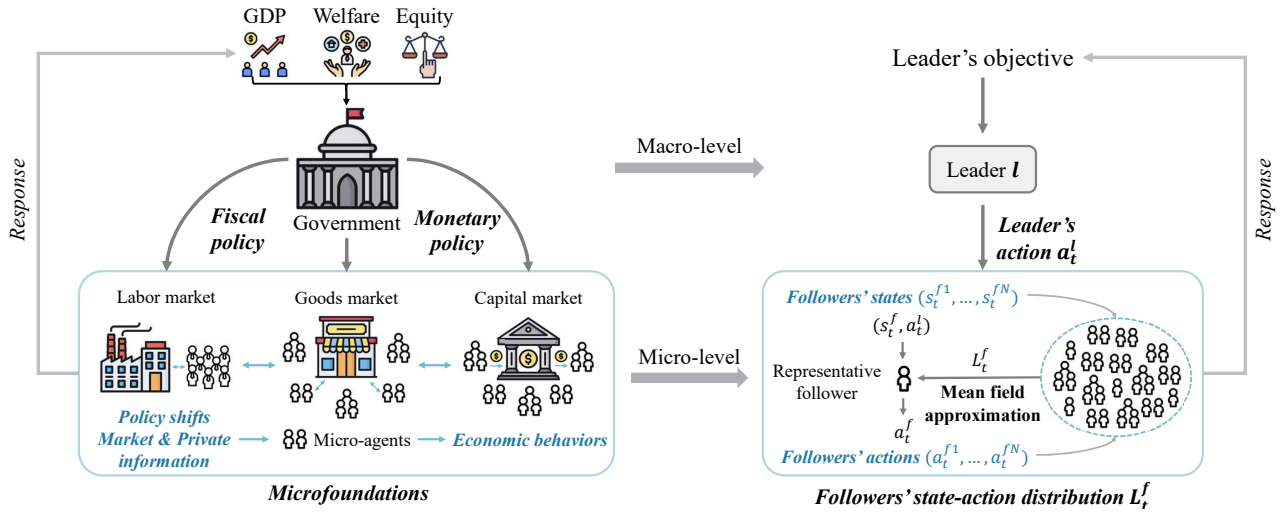 GDP
Welfare
Equity
Response
Government
Fiscal
policy
Monetary
policy
Labor market
Goods market
Capital market
Policy shifts
Market & Private
information
Micro-agents
Economic behaviors
Microfoundations
Macro-level
Micro-level
Leader's objective
Leader l
Leader's
action a_t^l
Response
Followers' states (s_t^{f1}, ..., s_t^{fN})
(s_t^f, a_t^l)
Representative
follower
L_t^f
Mean field
approximation
a_t^f
Followers' actions (a_t^{f1}, ..., a_t^{fN})
Followers' state-action distribution L_t^f